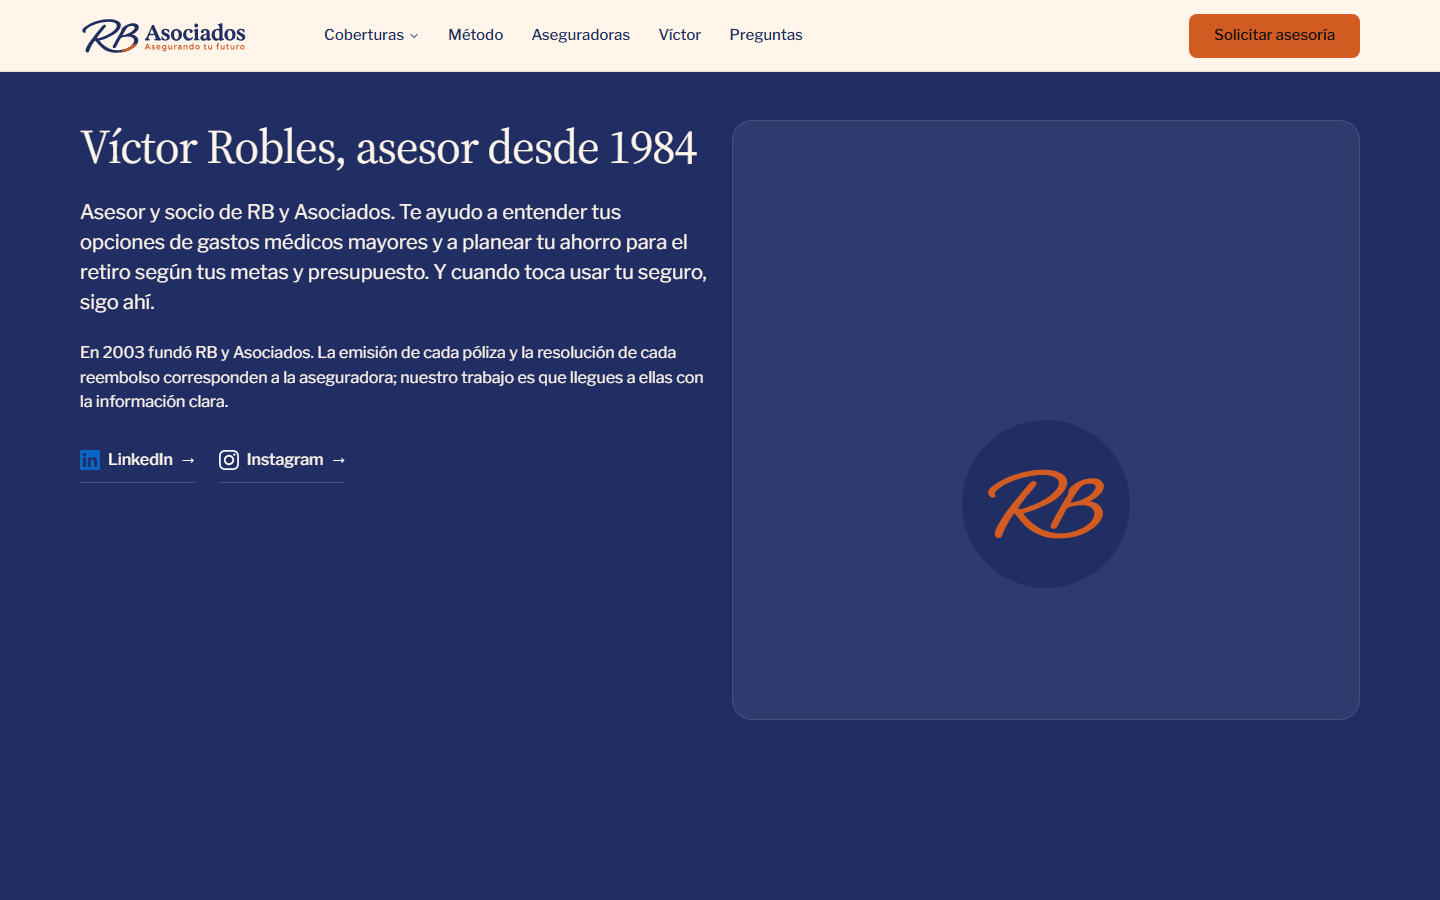 RB Asociados
Asegurando tu futuro
Coberturas
Método
Aseguradoras
Víctor
Preguntas
Solicitar asesoría
Víctor Robles, asesor desde 1984
Asesor y socio de RB y Asociados. Te ayudo a entender tus
opciones de gastos médicos mayores y a planear tu ahorro para el
retiro según tus metas y presupuesto. Y cuando toca usar tu seguro,
sigo ahí.
En 2003 fundó RB y Asociados. La emisión de cada póliza y la resolución de cada
reembolso corresponden a la aseguradora; nuestro trabajo es que llegues a ellas con
la información clara.
in LinkedIn →
Instagram →
RB